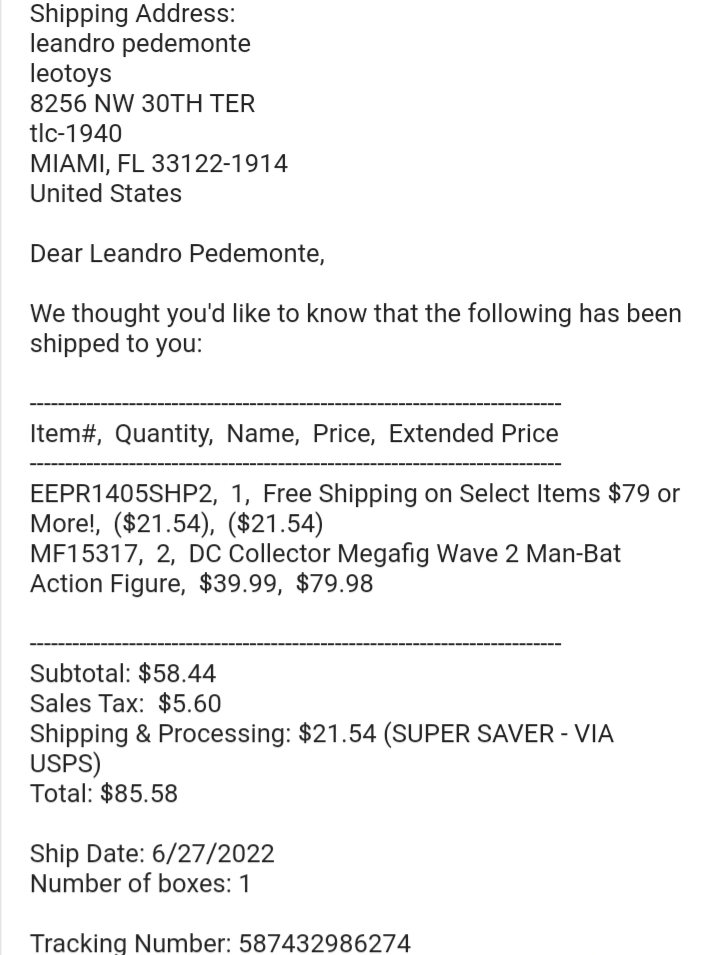 Shipping Address:
leandro pedemonte
leotoys
8256 NW 30TH TER
tlc-1940
MIAMI, FL 33122-1914
United States
Dear Leandro Pedemonte,
We thought you'd like to know that the following has been
shipped to you:
---------------------------------------------------------------------------
Item#,  Quantity,  Name,  Price,  Extended Price
---------------------------------------------------------------------------
EEPR1405SHP2,  1,  Free Shipping on Select Items $79 or
More!,  ($21.54),  ($21.54)
MF15317,  2,  DC Collector Megafig Wave 2 Man-Bat
Action Figure,  $39.99,  $79.98
---------------------------------------------------------------------------
Subtotal: $58.44
Sales Tax:  $5.60
Shipping & Processing: $21.54 (SUPER SAVER - VIA
USPS)
Total: $85.58
Ship Date: 6/27/2022
Number of boxes: 1
Tracking Number: 587432986274